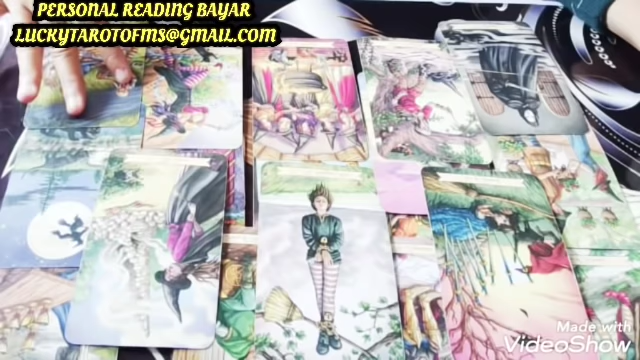 PERSONAL READING BAYAR
LUCKYTAROTOFMS@GMAIL.COM
Made with
VideoShow